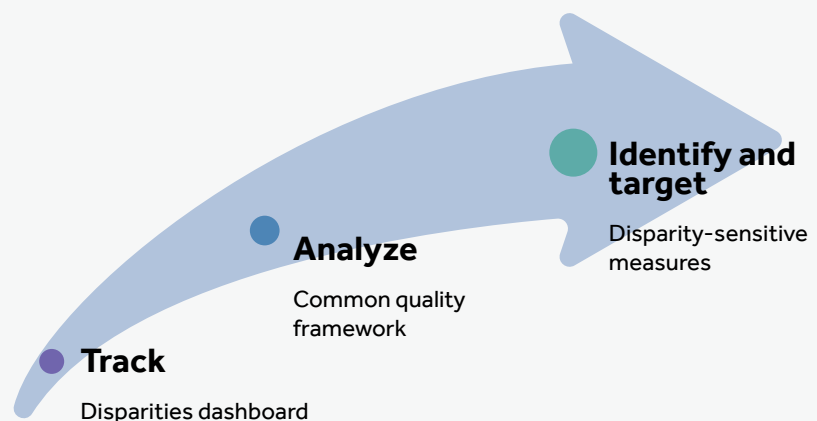 Track
Disparities dashboard
Analyze
Common quality
framework
Identify and
target
Disparity-sensitive
measures